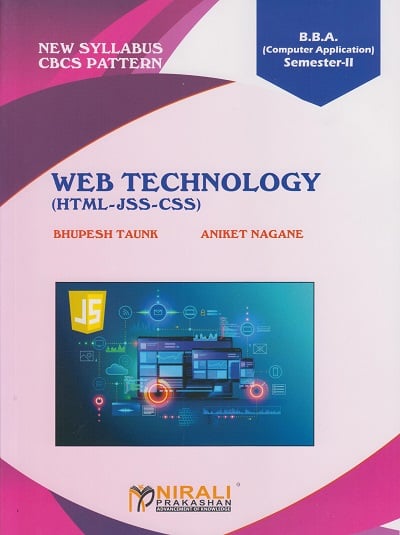 NEW SYLLABUS
CBCS PATTERN
B.B.A.
(Computer Application)
Semester-II
WEB TECHNOLOGY
(HTML-JSS-CSS)
BHUPESH TAUNK ANIKET NAGANE
JS
NIRALI
PRAKASHAN
ADVANCEMENT OF KNOWLEDGE
®